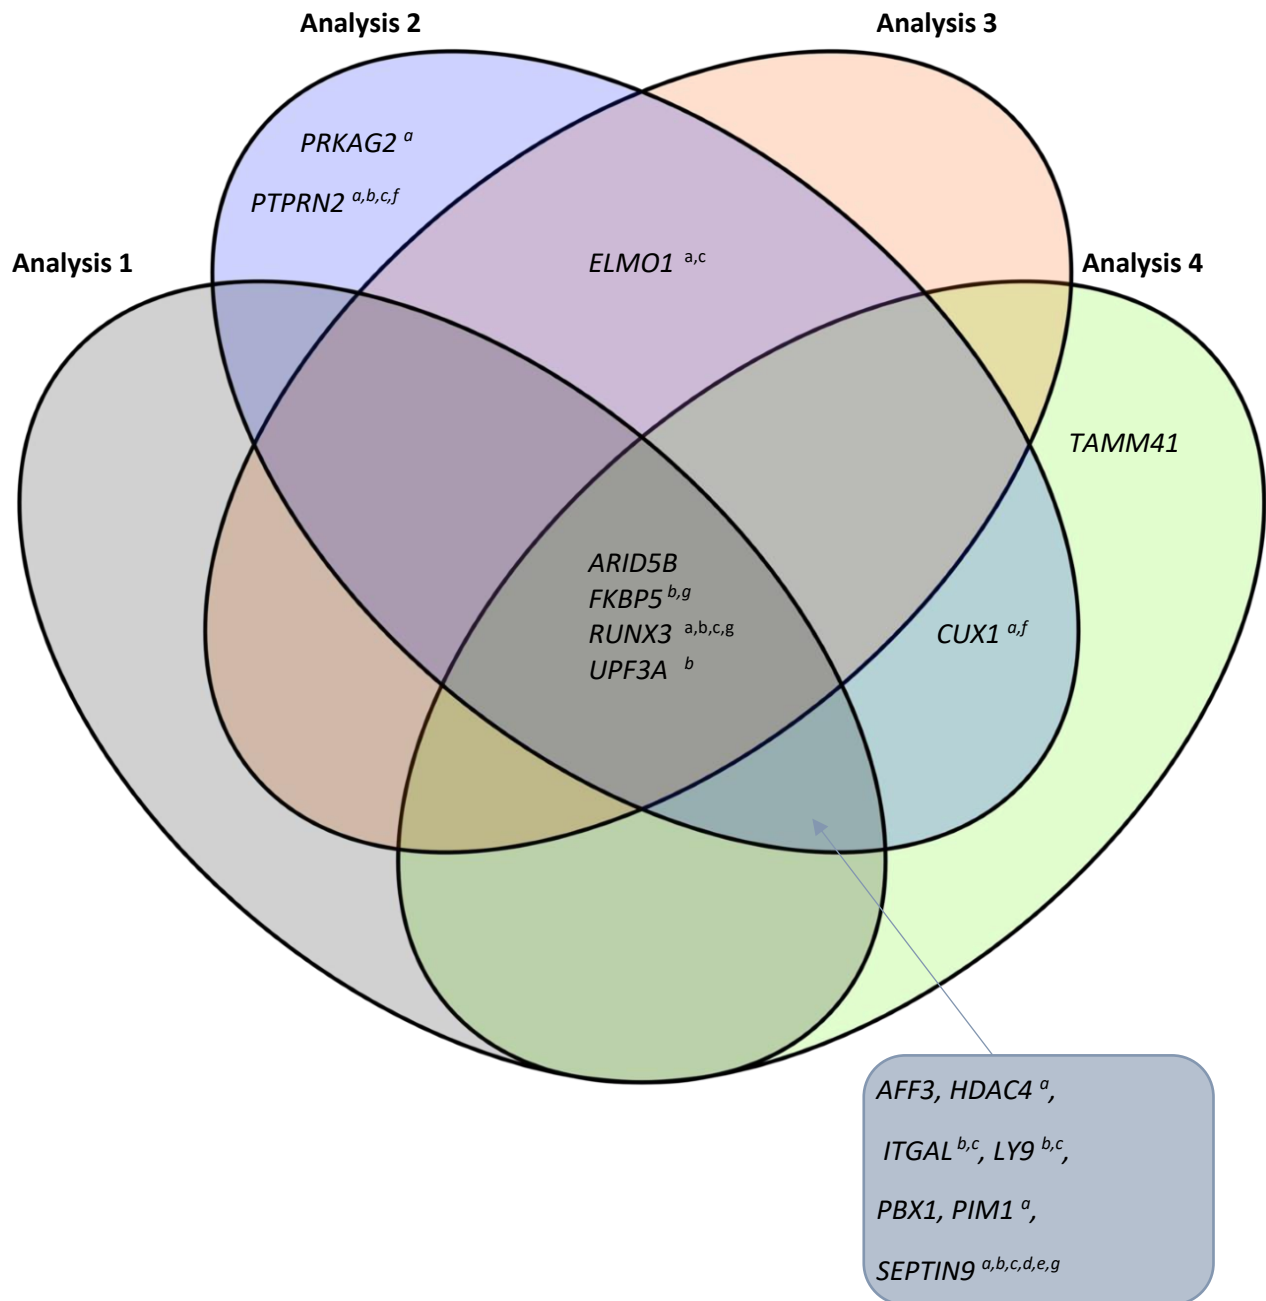 Analysis 2
Analysis 3
PRKAG2 a
PTPRN2 a,b,c,f
Analysis 1
ELMO1 a,c
Analysis 4
TAMM41
ARID5B
FKBP5 b,g
RUNX3 a,b,c,g
UPF3A b
CUX1 a,f
AFF3, HDAC4 a,
ITGAL b,c, LY9 b,c,
PBX1, PIM1 a,
SEPTIN9 a,b,c,d,e,g